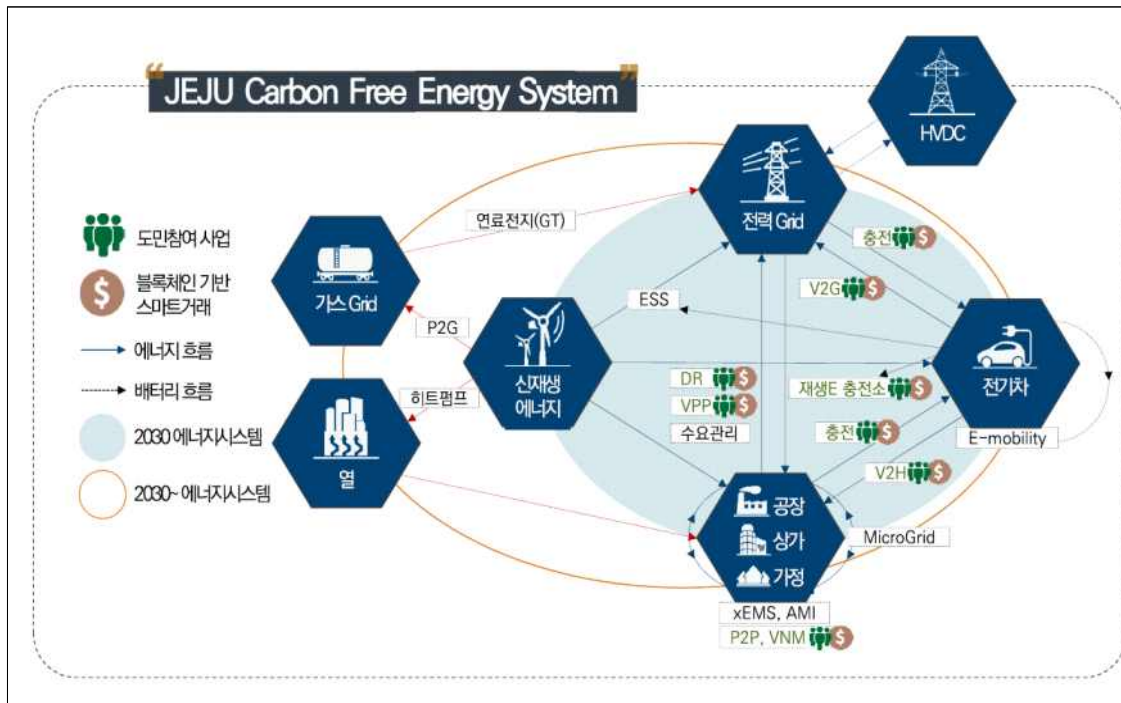 “JEJU Carbon Free Energy System”
HVDC
전력 Grid
연료전지(GT)
충전
도민참여 사업
블록체인 기반
스마트거래
가스 Grid
V2G
ESS
P2G
에너지 흐름
신재생
에너지
DR
재생E 충전소
전기차
배터리 흐름
히트펌프
VPP
수요관리
충전
E-mobility
2030 에너지시스템
열
V2H
2030~ 에너지시스템
공장
상가
가정
MicroGrid
xEMS, AMI
P2P, VNM